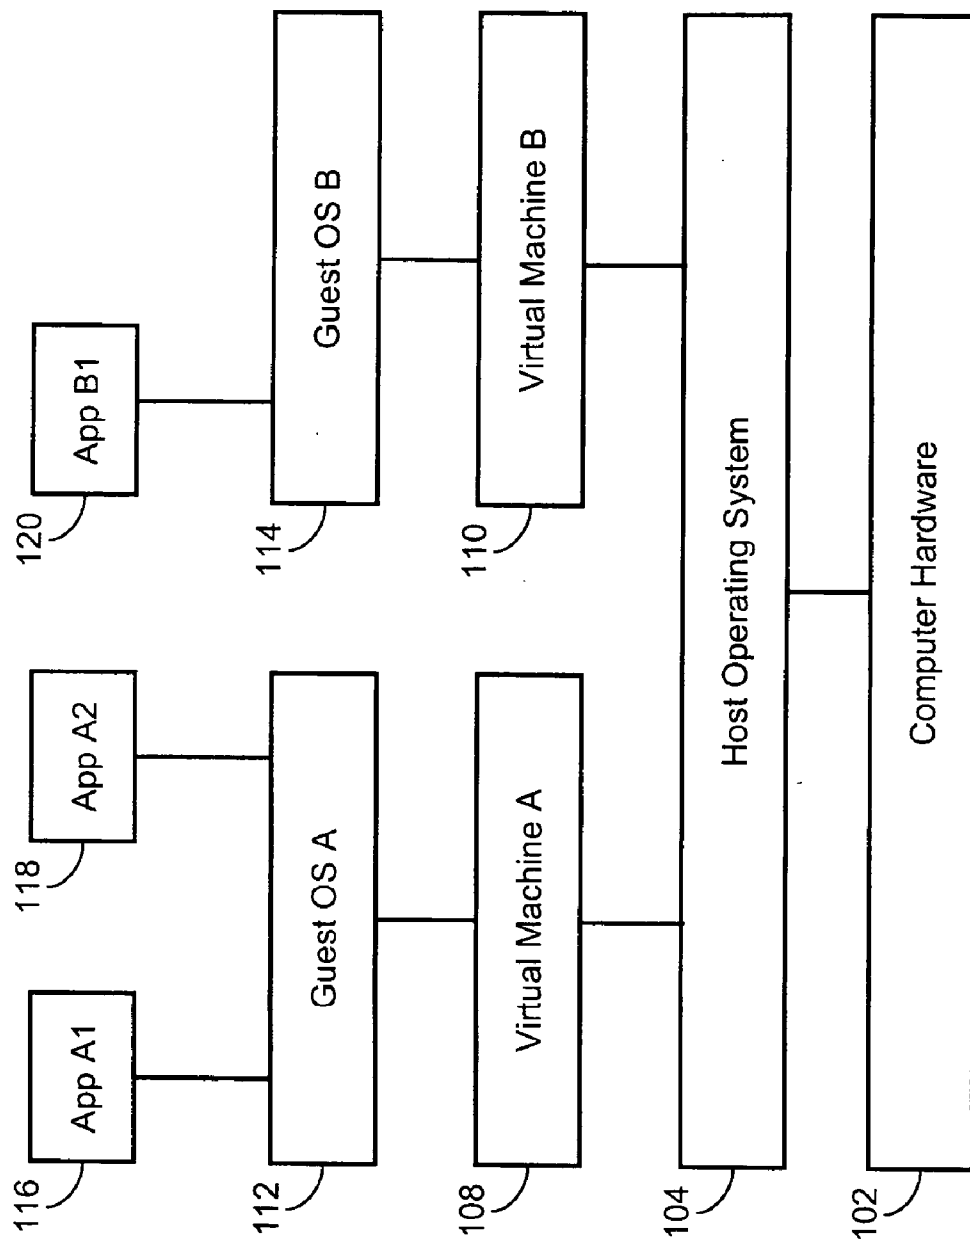 App A1
116
App A2
118
App B1
120
Guest OS A
112
Guest OS B
114
Virtual Machine A
108
Virtual Machine B
110
Host Operating System
104
Computer Hardware
102